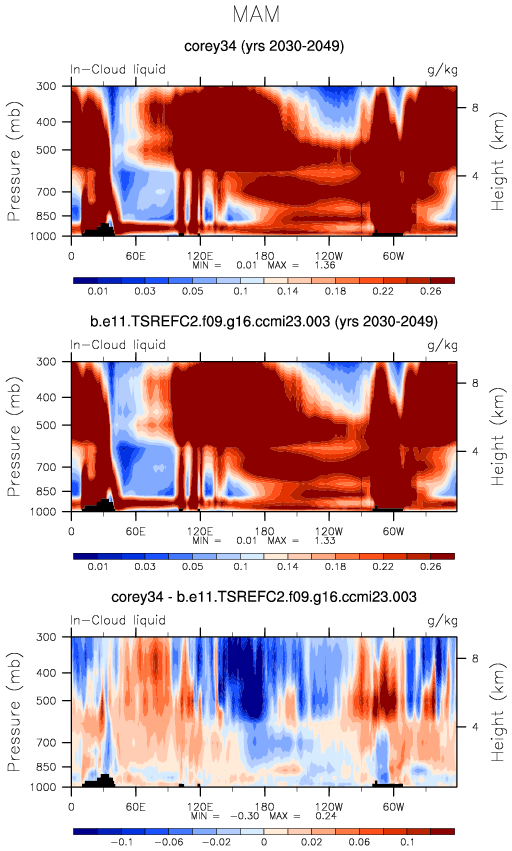 MAM
corey34 (yrs 2030-2049)
In-Cloud liquid g/kg
Pressure (mb)
300
400
500
700
850
1000
8
4
Height (km)
0 60E 120E 180 120W 60W
MIN = 0.01 MAX = 1.36
0.01 0.03 0.05 0.1 0.14 0.18 0.22 0.26
b.e11.TSREFC2.f09.g16.ccmi23.003 (yrs 2030-2049)
In-Cloud liquid g/kg
Pressure (mb)
300
400
500
700
850
1000
8
4
Height (km)
0 60E 120E 180 120W 60W
MIN = 0.01 MAX = 1.33
0.01 0.03 0.05 0.1 0.14 0.18 0.22 0.26
corey34 - b.e11.TSREFC2.f09.g16.ccmi23.003
In-Cloud liquid g/kg
Pressure (mb)
300
400
500
700
850
1000
8
4
Height (km)
0 60E 120E 180 120W 60W
MIN = -0.30 MAX = 0.24
-0.1 -0.06 -0.02 0 0.02 0.06 0.1